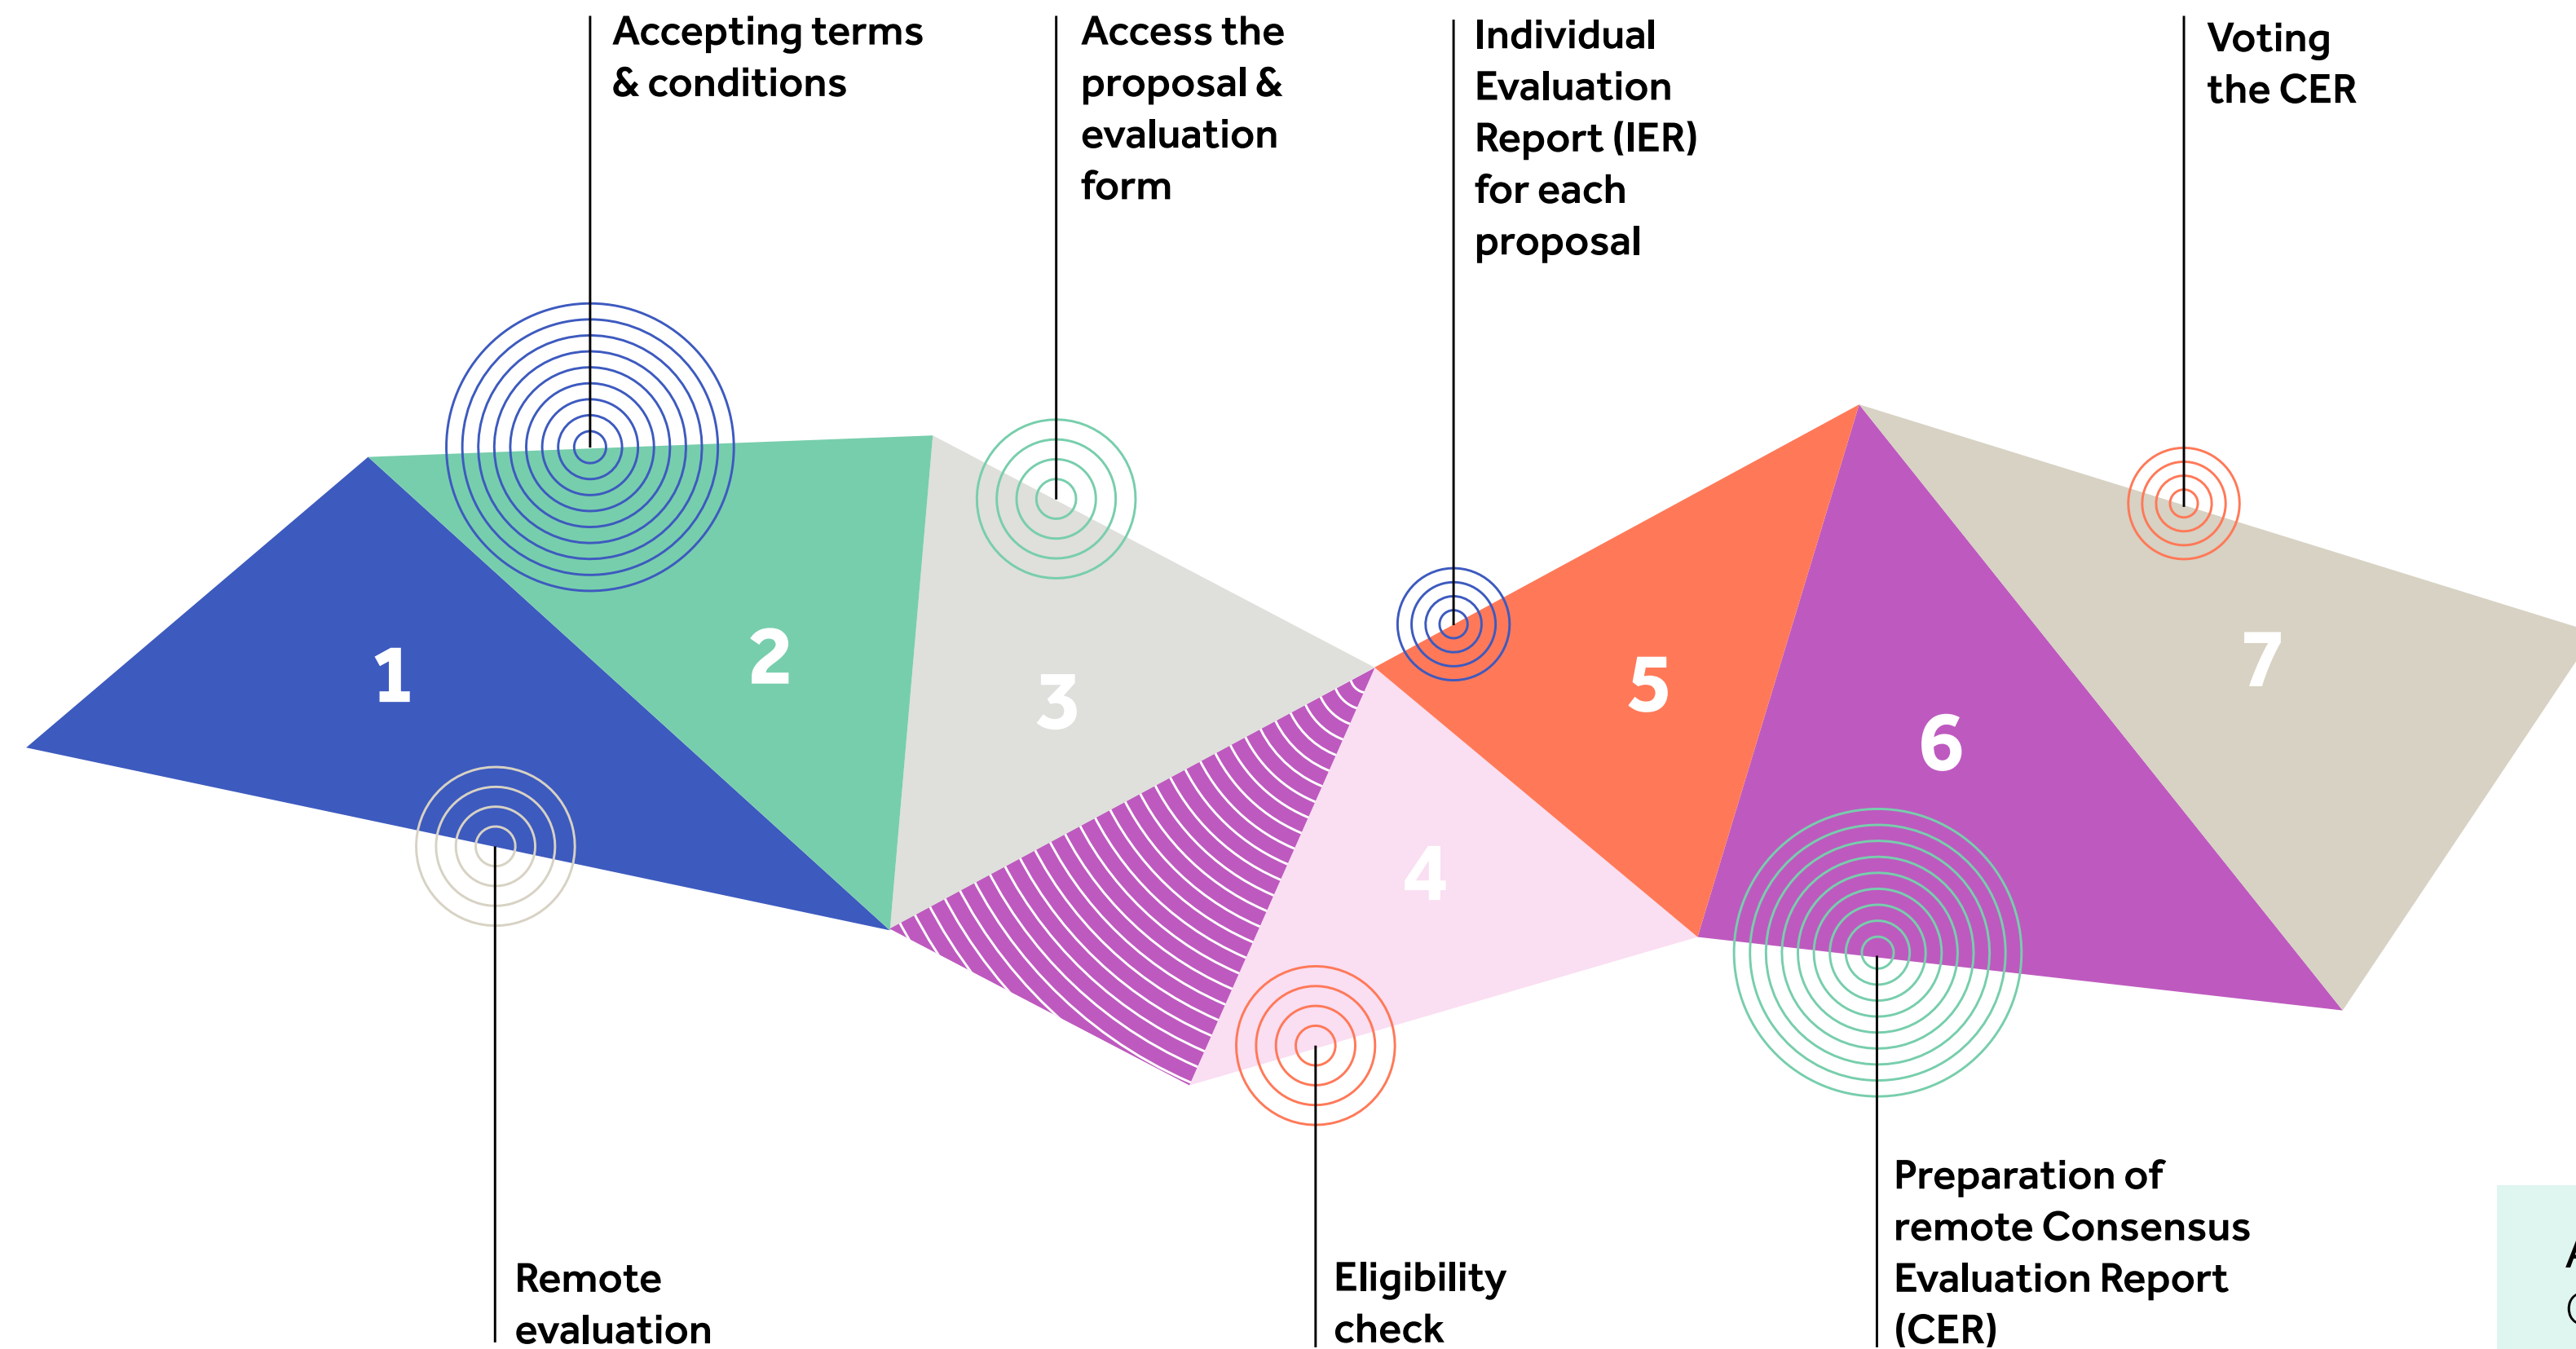 Accepting terms
& conditions
Access the
proposal &
evaluation
form
Individual
Evaluation
Report (IER)
for each
proposal
Voting
the CER
1
2
3
4
5
6
7
Remote
evaluation
Eligibility
check
Preparation of
remote Consensus
Evaluation Report
(CER)